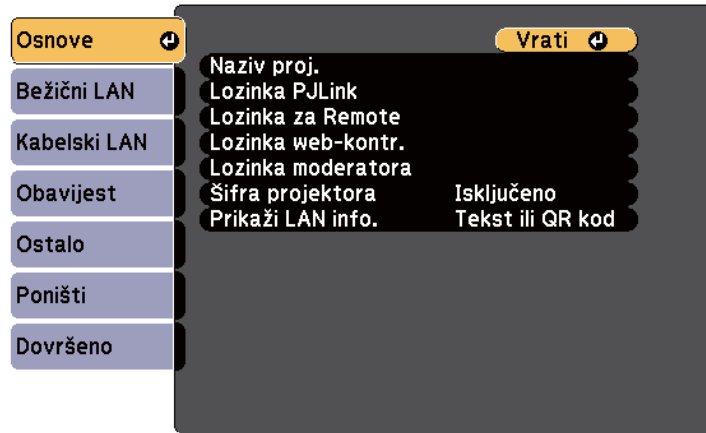 Osnove
Bežični LAN
Kabelski LAN
Obavijest
Ostalo
Poništi
Dovršeno
Vrati
Naziv proj.
Lozinka PJLink
Lozinka za Remote
Lozinka web-kontr.
Lozinka moderatora
Šifra projektora Isključeno
Prikaži LAN info. Tekst ili QR kod